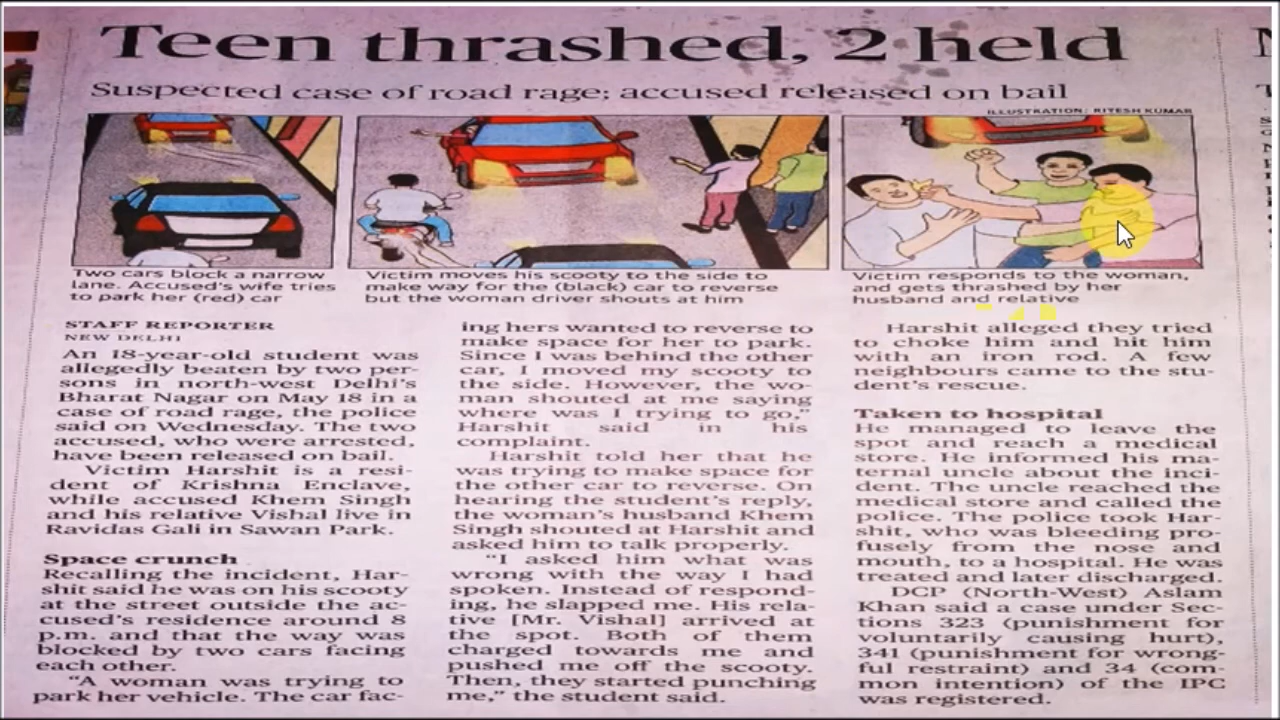 Teen thrashed, 2 held
Suspected case of road rage; accused released on bail
ILLUSTRATION: RITESH KUMAR
Two cars block a narrow
lane. Accused's wife tries
to park her (red) car
Victim moves his scooty to the side to
make way for the (black) car to reverse
but the woman driver shouts at him
Victim responds to the woman,
and gets thrashed by her
husband and relative
STAFF REPORTER
NEW DELHI
An 18-year-old student was
allegedly beaten by two per-
sons in north-west Delhi's
Bharat Nagar on May 18 in a
case of road rage, the police
said on Wednesday. The two
accused, who were arrested,
have been released on bail.
Victim Harshit is a resi-
dent of Krishna Enclave,
while accused Khem Singh
and his relative Vishal live in
Ravidas Gali in Sawan Park.
Space crunch
Recalling the incident, Har-
shit said he was on his scooty
at the street outside the ac-
cused's residence around 8
p.m. and that the way was
blocked by two cars facing
each other.
"A woman was trying to
park her vehicle. The car fac-
ing hers wanted to reverse to
make space for her to park.
Since I was behind the other
car, I moved my scooty to
the side. However, the wo-
man shouted at me saying
where was I trying to go,"
Harshit said in his
complaint.
Harshit told her that he
was trying to make space for
the other car to reverse. On
hearing the student's reply,
the woman's husband Khem
Singh shouted at Harshit and
asked him to talk properly.
"I asked him what was
wrong with the way I had
spoken. Instead of respond-
ing, he slapped me. His rela-
tive [Mr. Vishal] arrived at
the spot. Both of them
charged towards me and
pushed me off the scooty.
Then, they started punching
me," the student said.
Harshit alleged they tried
to choke him and hit him
with an iron rod. A few
neighbours came to the stu-
dent's rescue.
Taken to hospital
He managed to leave the
spot and reach a medical
store. He informed his ma-
ternal uncle about the inci-
dent. The uncle reached the
medical store and called the
police. The police took Har-
shit, who was bleeding pro-
fusely from the nose and
mouth, to a hospital. He was
treated and later discharged.
DCP (North-West) Aslam
Khan said a case under Sec-
tions 323 (punishment for
voluntarily causing hurt),
341 (punishment for wrong-
ful restraint) and 34 (com-
mon intention) of the IPC
was registered.